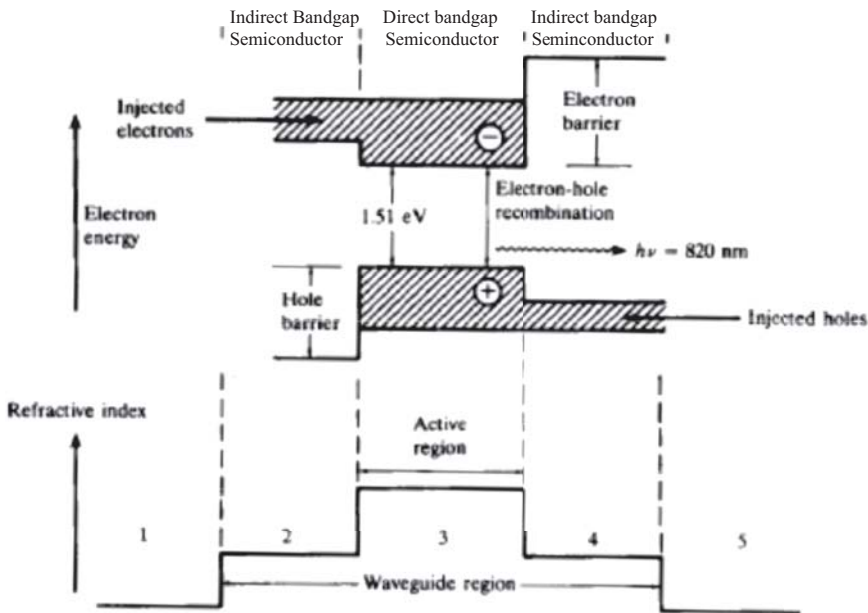 Indirect Bandgap
Semiconductor
Direct bandgap
Semiconductor
Indirect Bandgap
Seminconductor
Injected
electrons
Electron
barrier
Electron
energy
1.51 eV
Electron-hole
recombination
hν = 820 nm
Hole
barrier
Injected holes
Refractive index
Active
region
1
2
3
4
5
Waveguide region